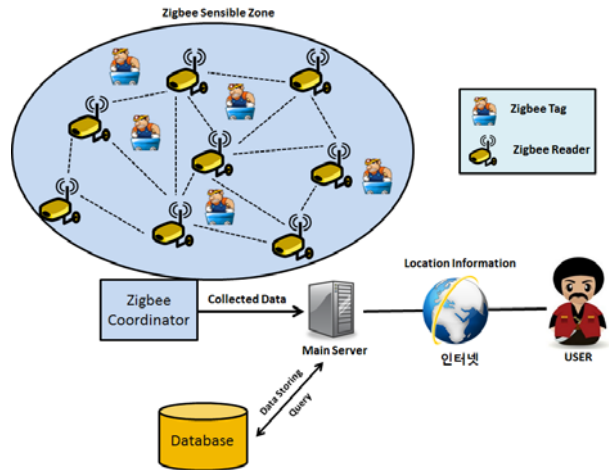 Zigbee Sensible Zone
Zigbee Tag
Zigbee Reader
Location Information
Zigbee
Coordinator
Collected Data
Main Server
인터넷
USER
Data Storing
Query
Database